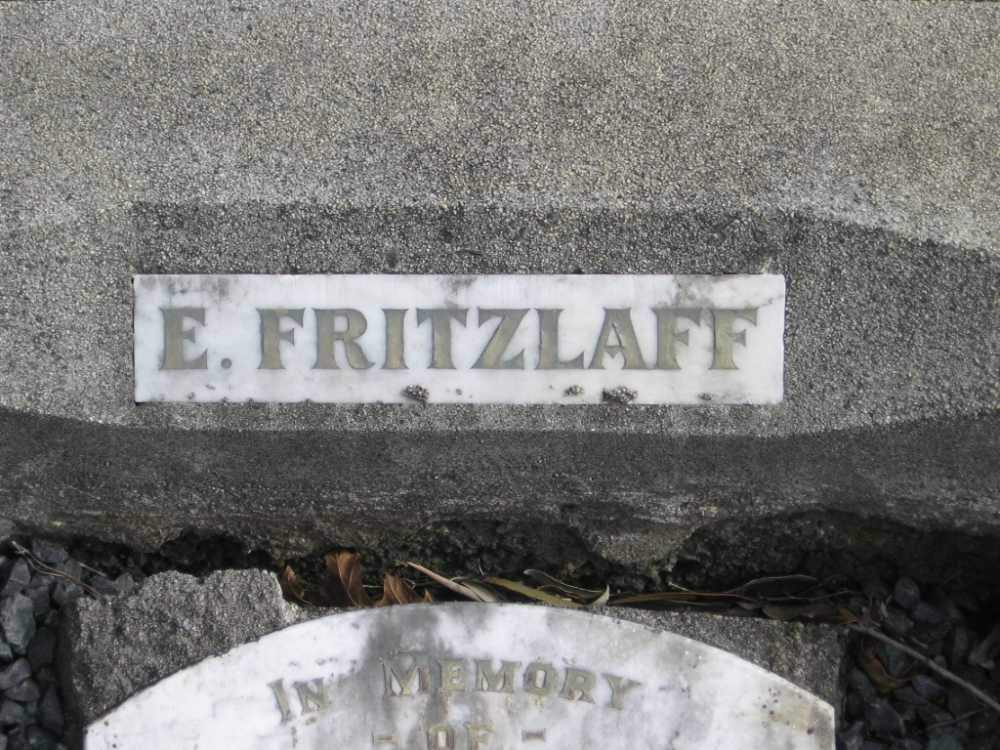 E. FRITZLAFF
IN MEMORY
- OF -